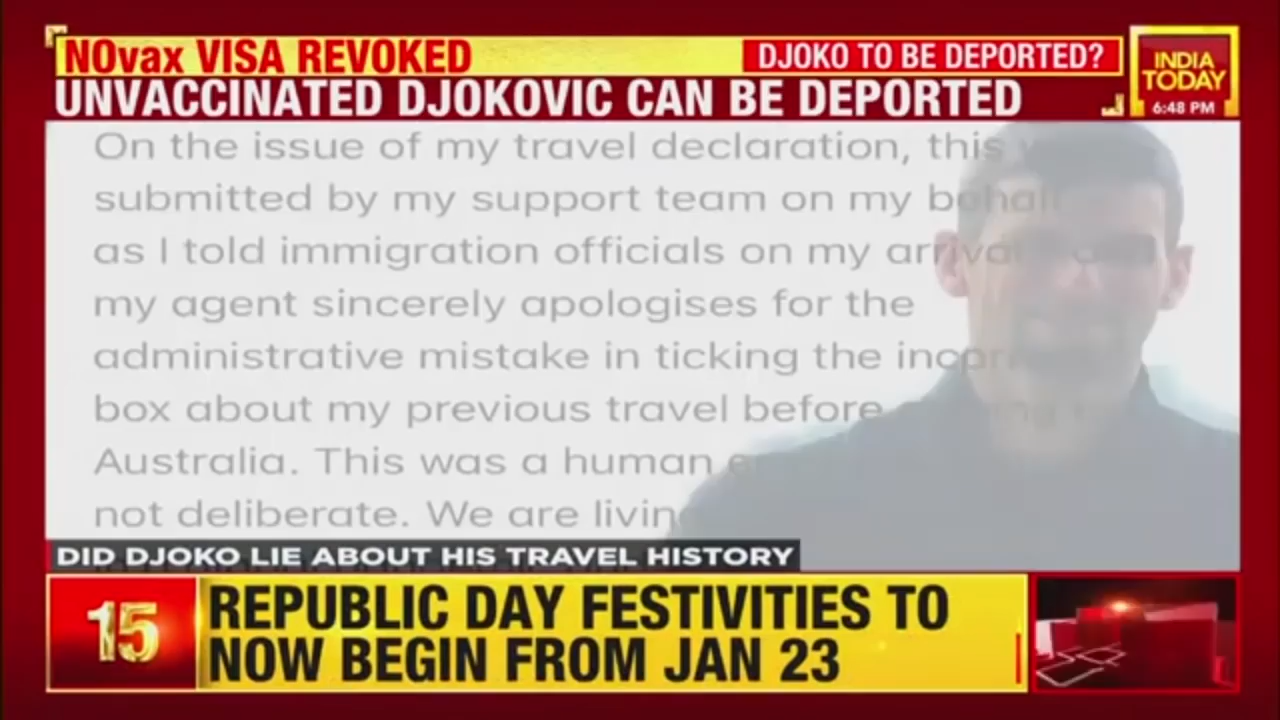 NOvax VISA REVOKED
DJOKO TO BE DEPORTED?
UNVACCINATED DJOKOVIC CAN BE DEPORTED
INDIA
TODAY
6:48 PM
On the issue of my travel declaration, this
submitted by my support team on my behalf
as I told immigration officials on my arrival
my agent sincerely apologises for the
administrative mistake in ticking the
box about my previous travel before
Australia. This was a human
not deliberate. We are living
DID DJOKO LIE ABOUT HIS TRAVEL HISTORY
15
REPUBLIC DAY FESTIVITIES TO
NOW BEGIN FROM JAN 23